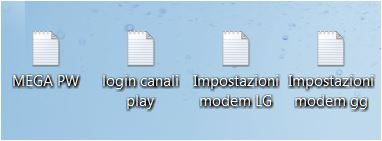 MEGA PW
login canali
play
Impostazioni
modem LG
Impostazioni
modem gg